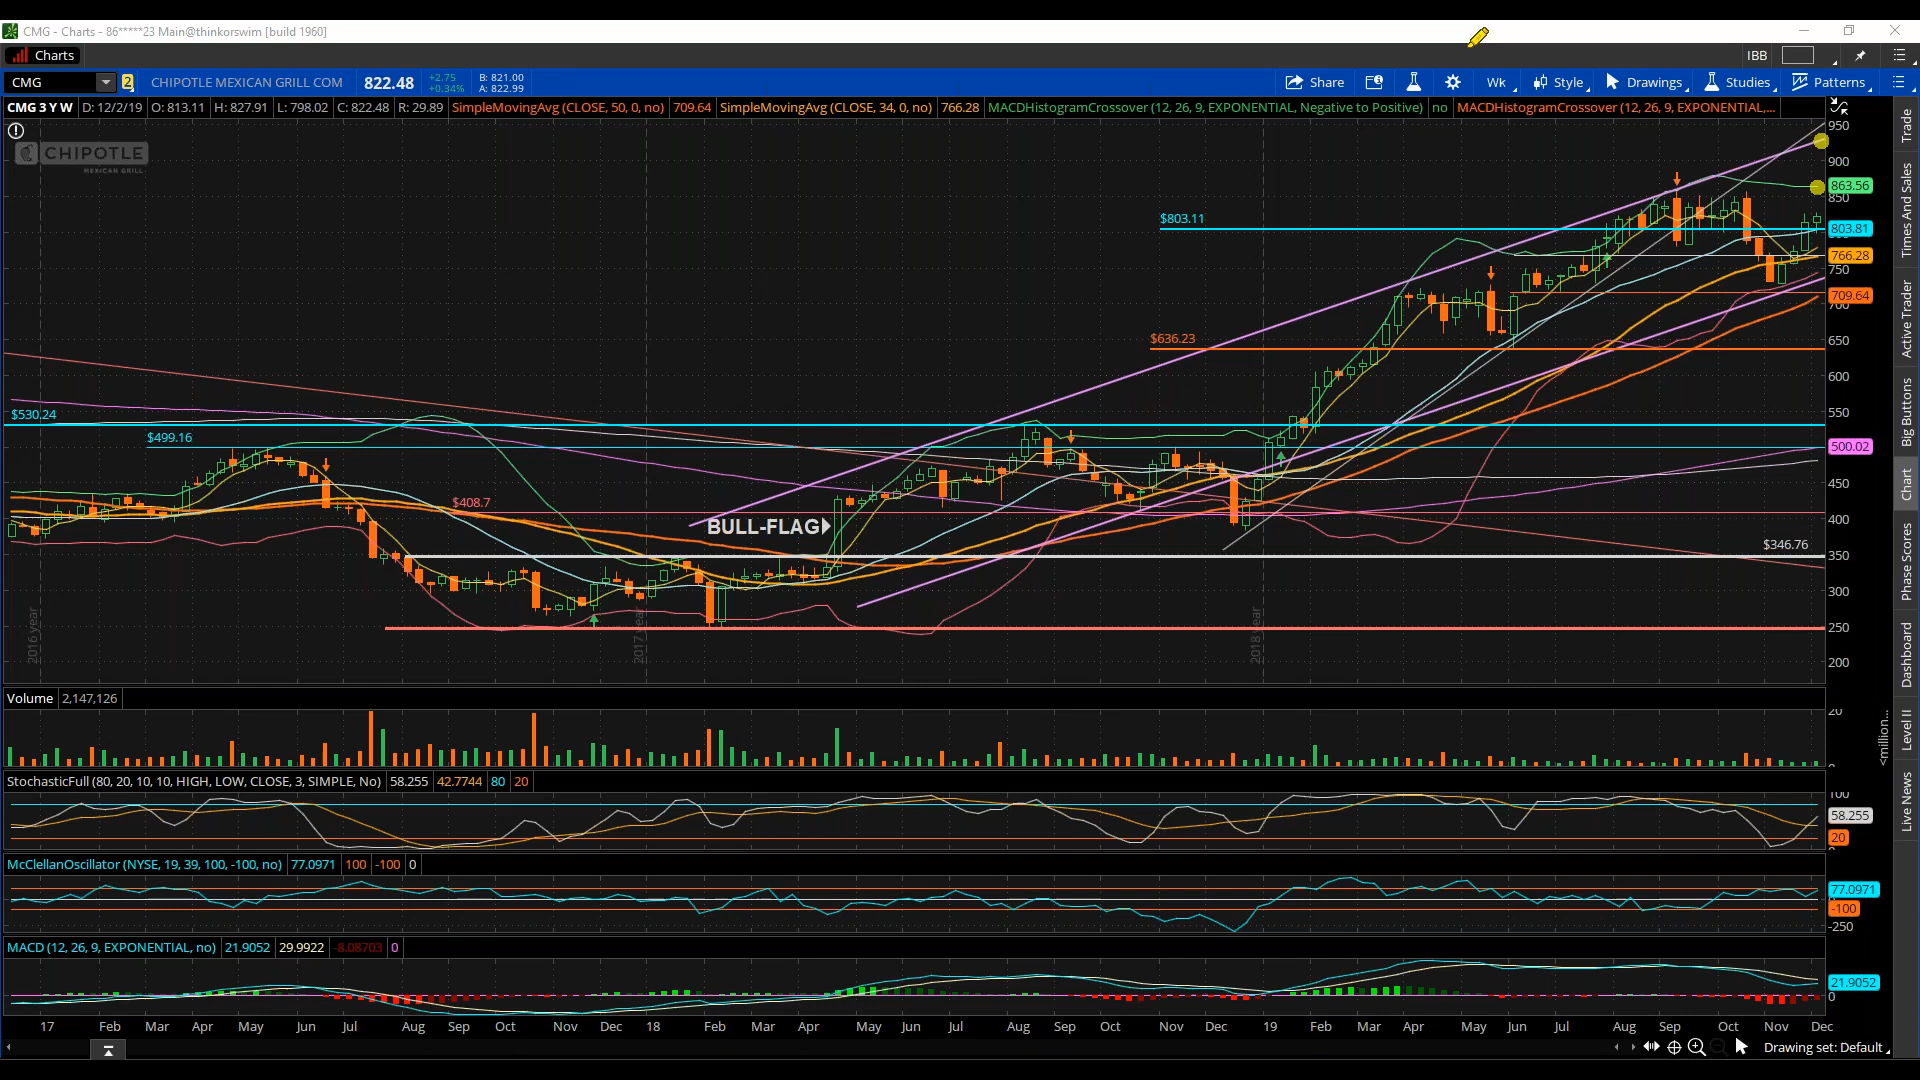 CMG - Charts - 86*****23 Main@thinkorswim [build 1960]
Charts
IBB
CMG 2 CHIPOTLE MEXICAN GRILL COM 822.48 +2.75 +0.34% B: 821.00 A: 822.99
Share Wk Style Drawings Studies Patterns
CMG 3 Y W D: 12/2/19 O: 813.11 H: 827.91 L: 798.02 C: 822.48 R: 29.89 SimpleMovingAvg (CLOSE, 50, 0, no) 709.64 SimpleMovingAvg (CLOSE, 34, 0, no) 766.28 MACDHistogramCrossover (12, 26, 9, EXPONENTIAL, Negative to Positive) no MACDHistogramCrossover (12, 26, 9, EXPONENTIAL,...
CHIPOTLE
MEXICAN GRILL
950
900
863.56
850
$803.11
803.81
766.28
750
709.64
700
$636.23
650
600
550
$530.24
$499.16
500.02
450
$408.7
400
BULL-FLAG
$346.76
350
300
250
200
2016 year
2017 year
2018 year
Volume 2,147,126
20
<million...
StochasticFull (80, 20, 10, 10, HIGH, LOW, CLOSE, 3, SIMPLE, No) 58.255 42.7744 80 20
100
58.255
20
McClellanOscillator (NYSE, 19, 39, 100, -100, no) 77.0971 100 -100 0
77.0971
-100
-250
MACD (12, 26, 9, EXPONENTIAL, no) 21.9052 29.9922 -8.08703 0
21.9052
0
17 Feb Mar Apr May Jun Jul Aug Sep Oct Nov Dec 18 Feb Mar Apr May Jun Jul Aug Sep Oct Nov Dec 19 Feb Mar Apr May Jun Jul Aug Sep Oct Nov Dec
Drawing set: Default
Trade
Times And Sales
Active Trader
Big Buttons
Chart
Phase Scores
Dashboard
Level II
Live News